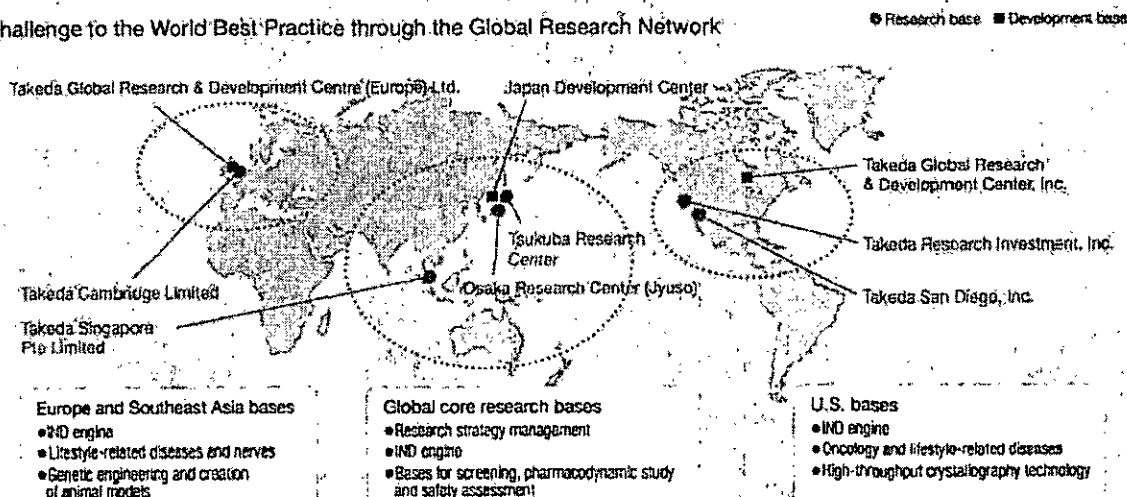 hallenge to the World Best Practice through the Global Research Network
Research base Development base
Takeda Global Research & Development Centre (Europe) Ltd.
Japan Development Center
Takeda Global Research
& Development Center, Inc.
Tsukuba Research
Center
Takeda Research Investment, Inc.
Takeda Cambridge Limited
Osaka Research Center (Jyuso)
Takeda San Diego, Inc.
Takeda Singapore
Pte Limited
Europe and Southeast Asia bases
●IND engine
●Lifestyle-related diseases and nerves
●Genetic engineering and creation
of animal models
Global core research bases
●Research strategy management
●IND engine
●Bases for screening, pharmacodynamic study
and safety assessment
U.S. bases
●IND engine
●Oncology and lifestyle-related diseases
●High-throughput crystallography technology